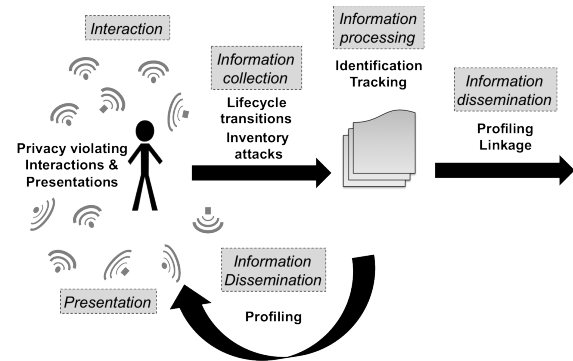 Interaction
Information
collection
Information
processing
Information
dissemination
Identification
Tracking
Lifecycle
transitions
Inventory
attacks
Profiling
Linkage
Privacy violating
Interactions &
Presentations
Presentation
Information
Dissemination
Profiling